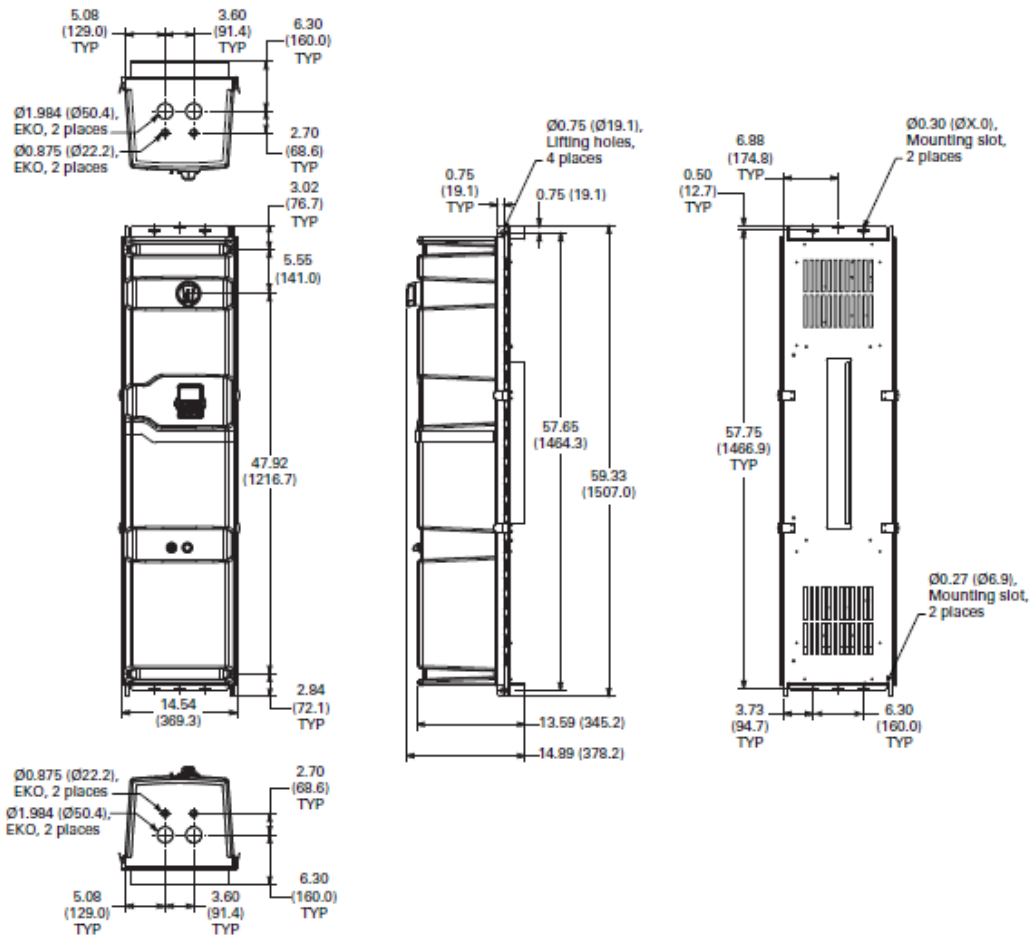 5.08
(129.0)
TYP
3.60
(91.4)
TYP
6.30
(160.0)
TYP
Ø1.984 (Ø50.4),
EKO, 2 places
Ø0.875 (Ø22.2),
EKO, 2 places
2.70
(68.6)
TYP
3.02
(76.7)
TYP
5.55
(141.0)
47.92
(1216.7)
2.84
(72.1)
TYP
14.54
(369.3)
Ø0.75 (Ø19.1),
Lifting holes,
4 places
0.75
(19.1)
TYP
0.75 (19.1)
57.65
(1464.3)
59.33
(1507.0)
13.59 (345.2)
14.89 (378.2)
6.88
(174.8)
TYP
0.50
(12.7)
TYP
Ø0.30 (ØX.0),
Mounting slot,
2 places
57.75
(1466.9)
TYP
Ø0.27 (Ø6.9),
Mounting slot,
2 places
3.73
(94.7)
TYP
6.30
(160.0)
TYP
Ø0.875 (Ø22.2),
EKO, 2 places
Ø1.984 (Ø50.4),
EKO, 2 places
2.70
(68.6)
TYP
6.30
(160.0)
TYP
5.08
(129.0)
TYP
3.60
(91.4)
TYP